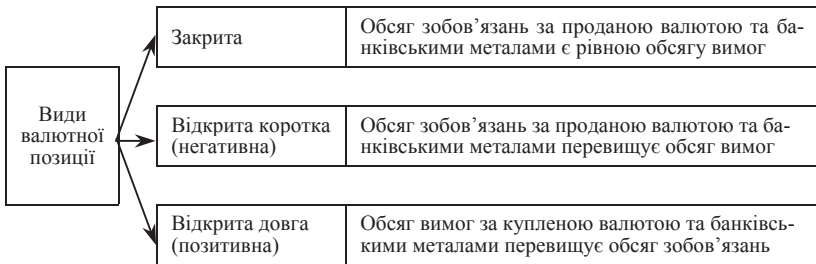 Види
валютної
позиції
Закрита
Обсяг зобов’язань за проданою валютою та ба-
нківськими металами є рівною обсягу вимог
Відкрита коротка
(негативна)
Обсяг зобов’язань за проданою валютою та ба-
нківськими металами перевищує обсяг вимог
Відкрита довга
(позитивна)
Обсяг вимог за купленою валютою та банківсь-
кими металами перевищує обсяг зобов’язань